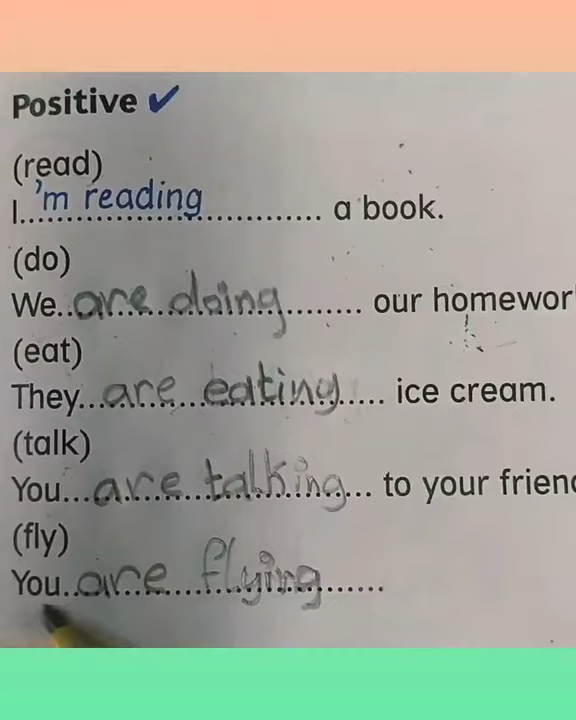 Positive ✔
(read)
I...'m reading............... a book.
(do)
We..are doing........ our homewor
(eat)
They...are eating..... ice cream.
(talk)
You...are talking... to your frien
(fly)
You..are flying......